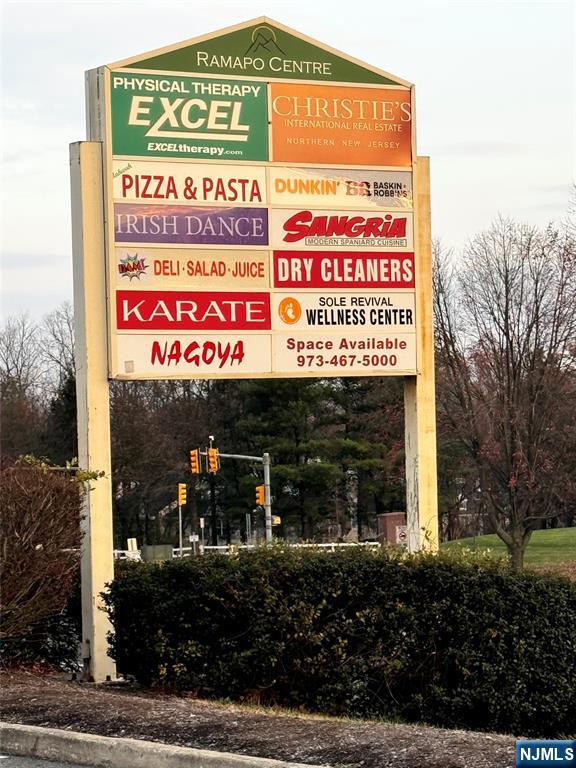 RAMAPO CENTRE
PHYSICAL THERAPY
EXCEL
EXCELtherapy.com
CHRISTIE'S
INTERNATIONAL REAL ESTATE
NORTHERN NEW JERSEY
PIZZA & PASTA
DUNKIN' BR BASKIN
ROBBINS
IRISH DANCE
SANGRIA
MODERN SPANIARD CUISINE
BAM! DELI · SALAD · JUICE
DRY CLEANERS
KARATE
SOLE REVIVAL
WELLNESS CENTER
NAGOYA
Space Available
973-467-5000
NJMLS